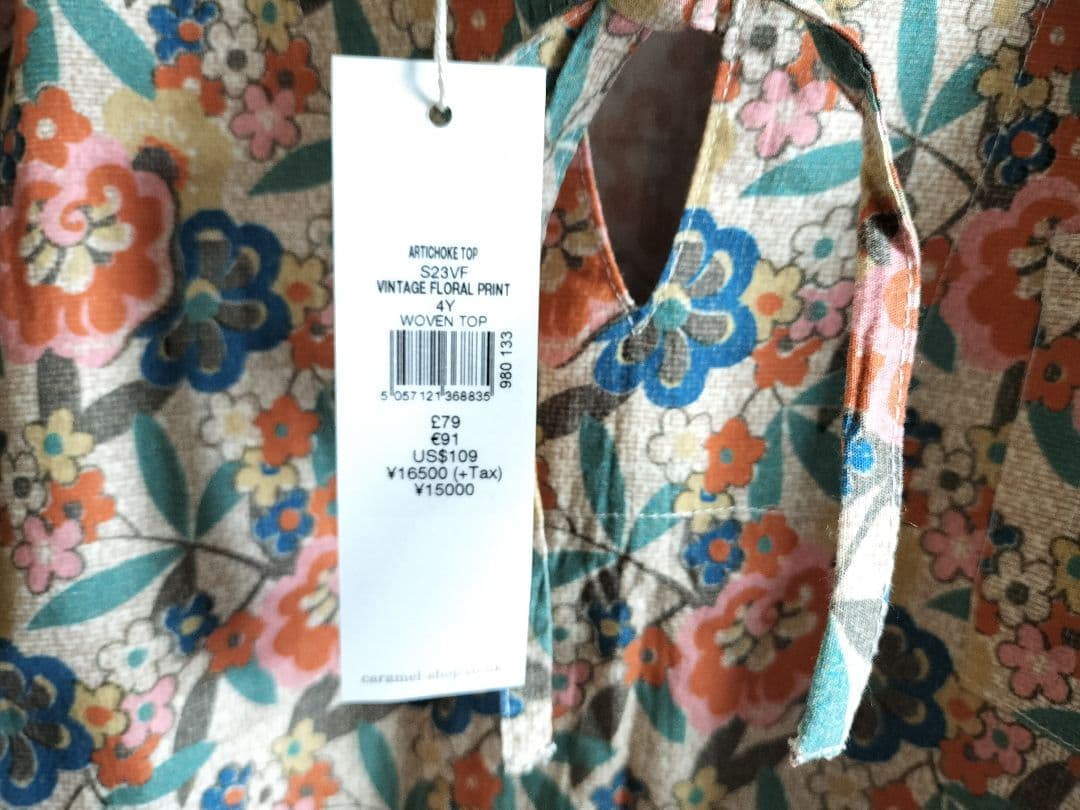 ARTICHOKE TOP
S23VF
VINTAGE FLORAL PRINT
4Y
WOVEN TOP
980 133
5 057121 368835
£79
€91
US$109
¥16500 (+Tax)
¥15000
caramel-shop.co.uk